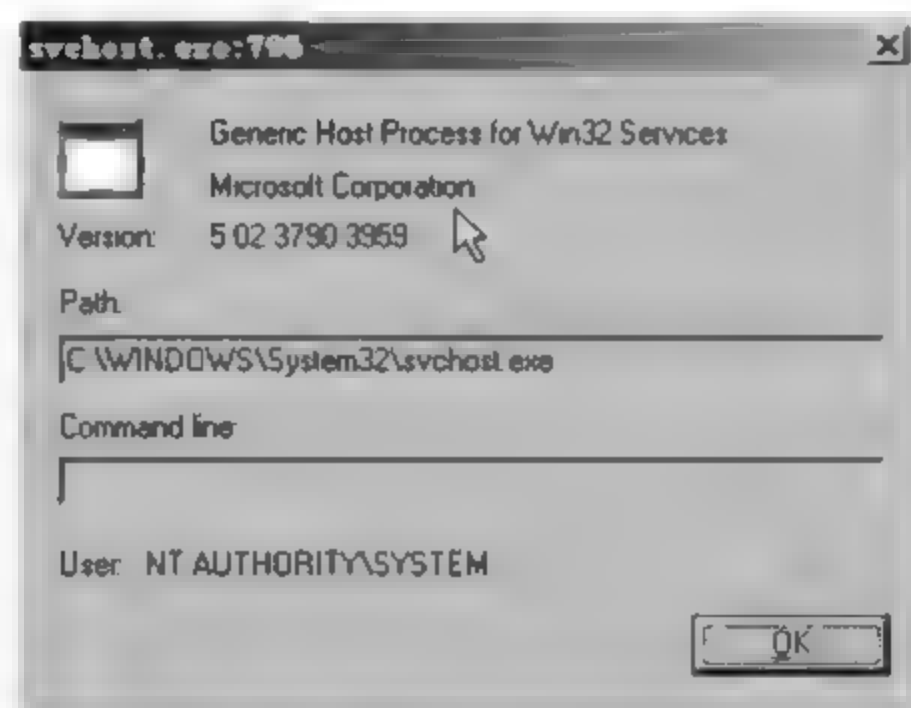 svchost.exe:796
Generic Host Process for Win32 Services
Microsoft Corporation
Version: 5 02 3790 3959
Path:
C \WINDOWS\System32\svchost exe
Command line
User: NT AUTHORITY\SYSTEM
OK